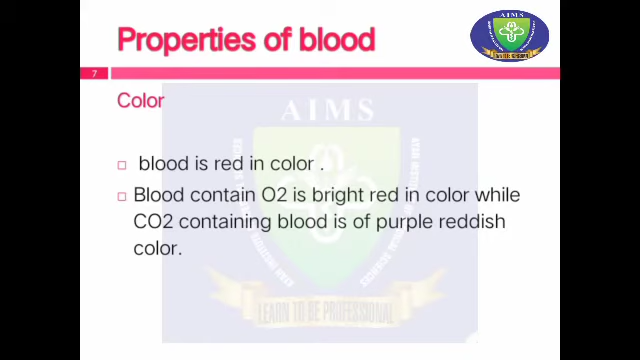 Properties of blood
AIMS
7
Color
AIMS
blood is red in color .
Blood contain O2 is bright red in color while
CO2 containing blood is of purple reddish
color.
LEARN TO BE PROFESSIONAL